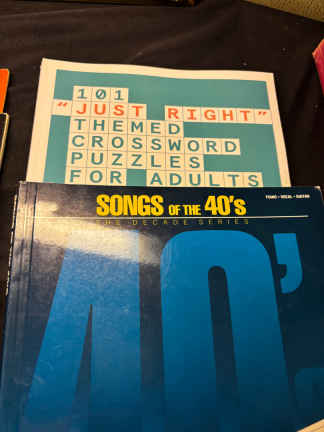 101
"JUST RIGHT"
THEMED
CROSSWORD
PUZZLES
FOR ADULTS
SONGS OF THE 40's
PIANO • VOCAL • GUITAR
THE DECADE SERIES
40's